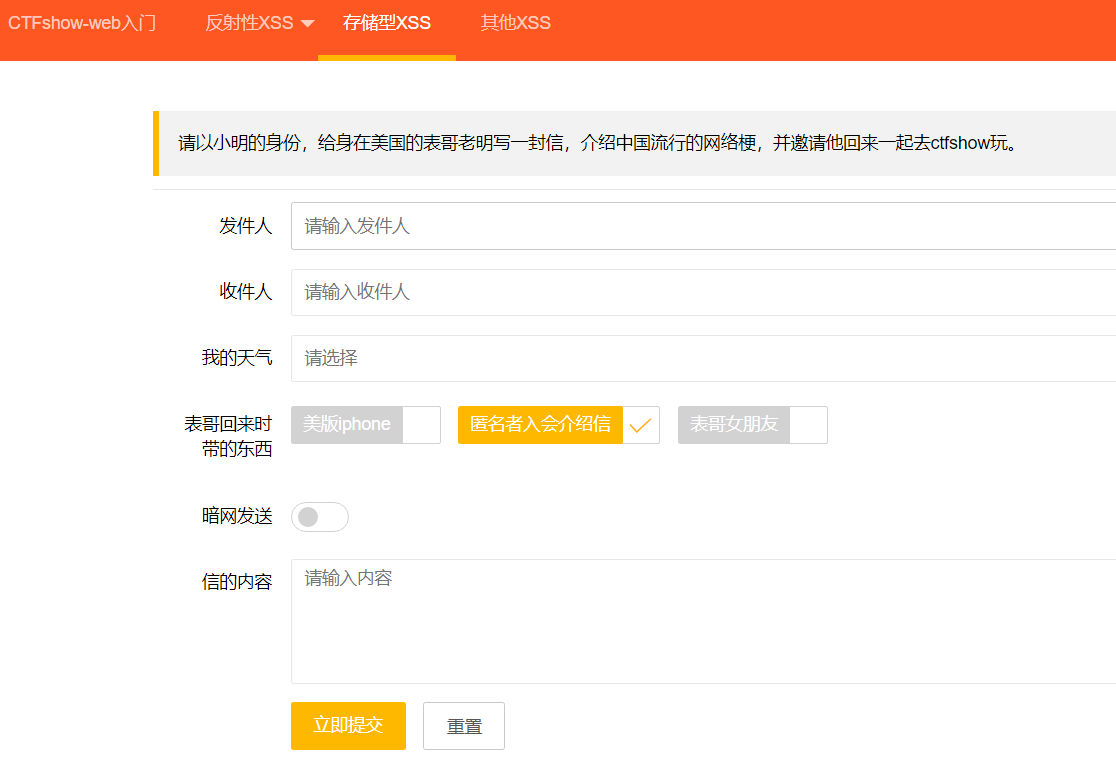 CTFshow-web入门 反射性XSS 存储型XSS 其他XSS
请以小明的身份，给身在美国的表哥老明写一封信，介绍中国流行的网络梗，并邀请他回来一起去ctfshow玩。
发件人 请输入发件人
收件人 请输入收件人
我的天气 请选择
表哥回来时 美版iphone 匿名者入会介绍信 表哥女朋友
带的东西
暗网发送
信的内容 请输入内容
立即提交 重置